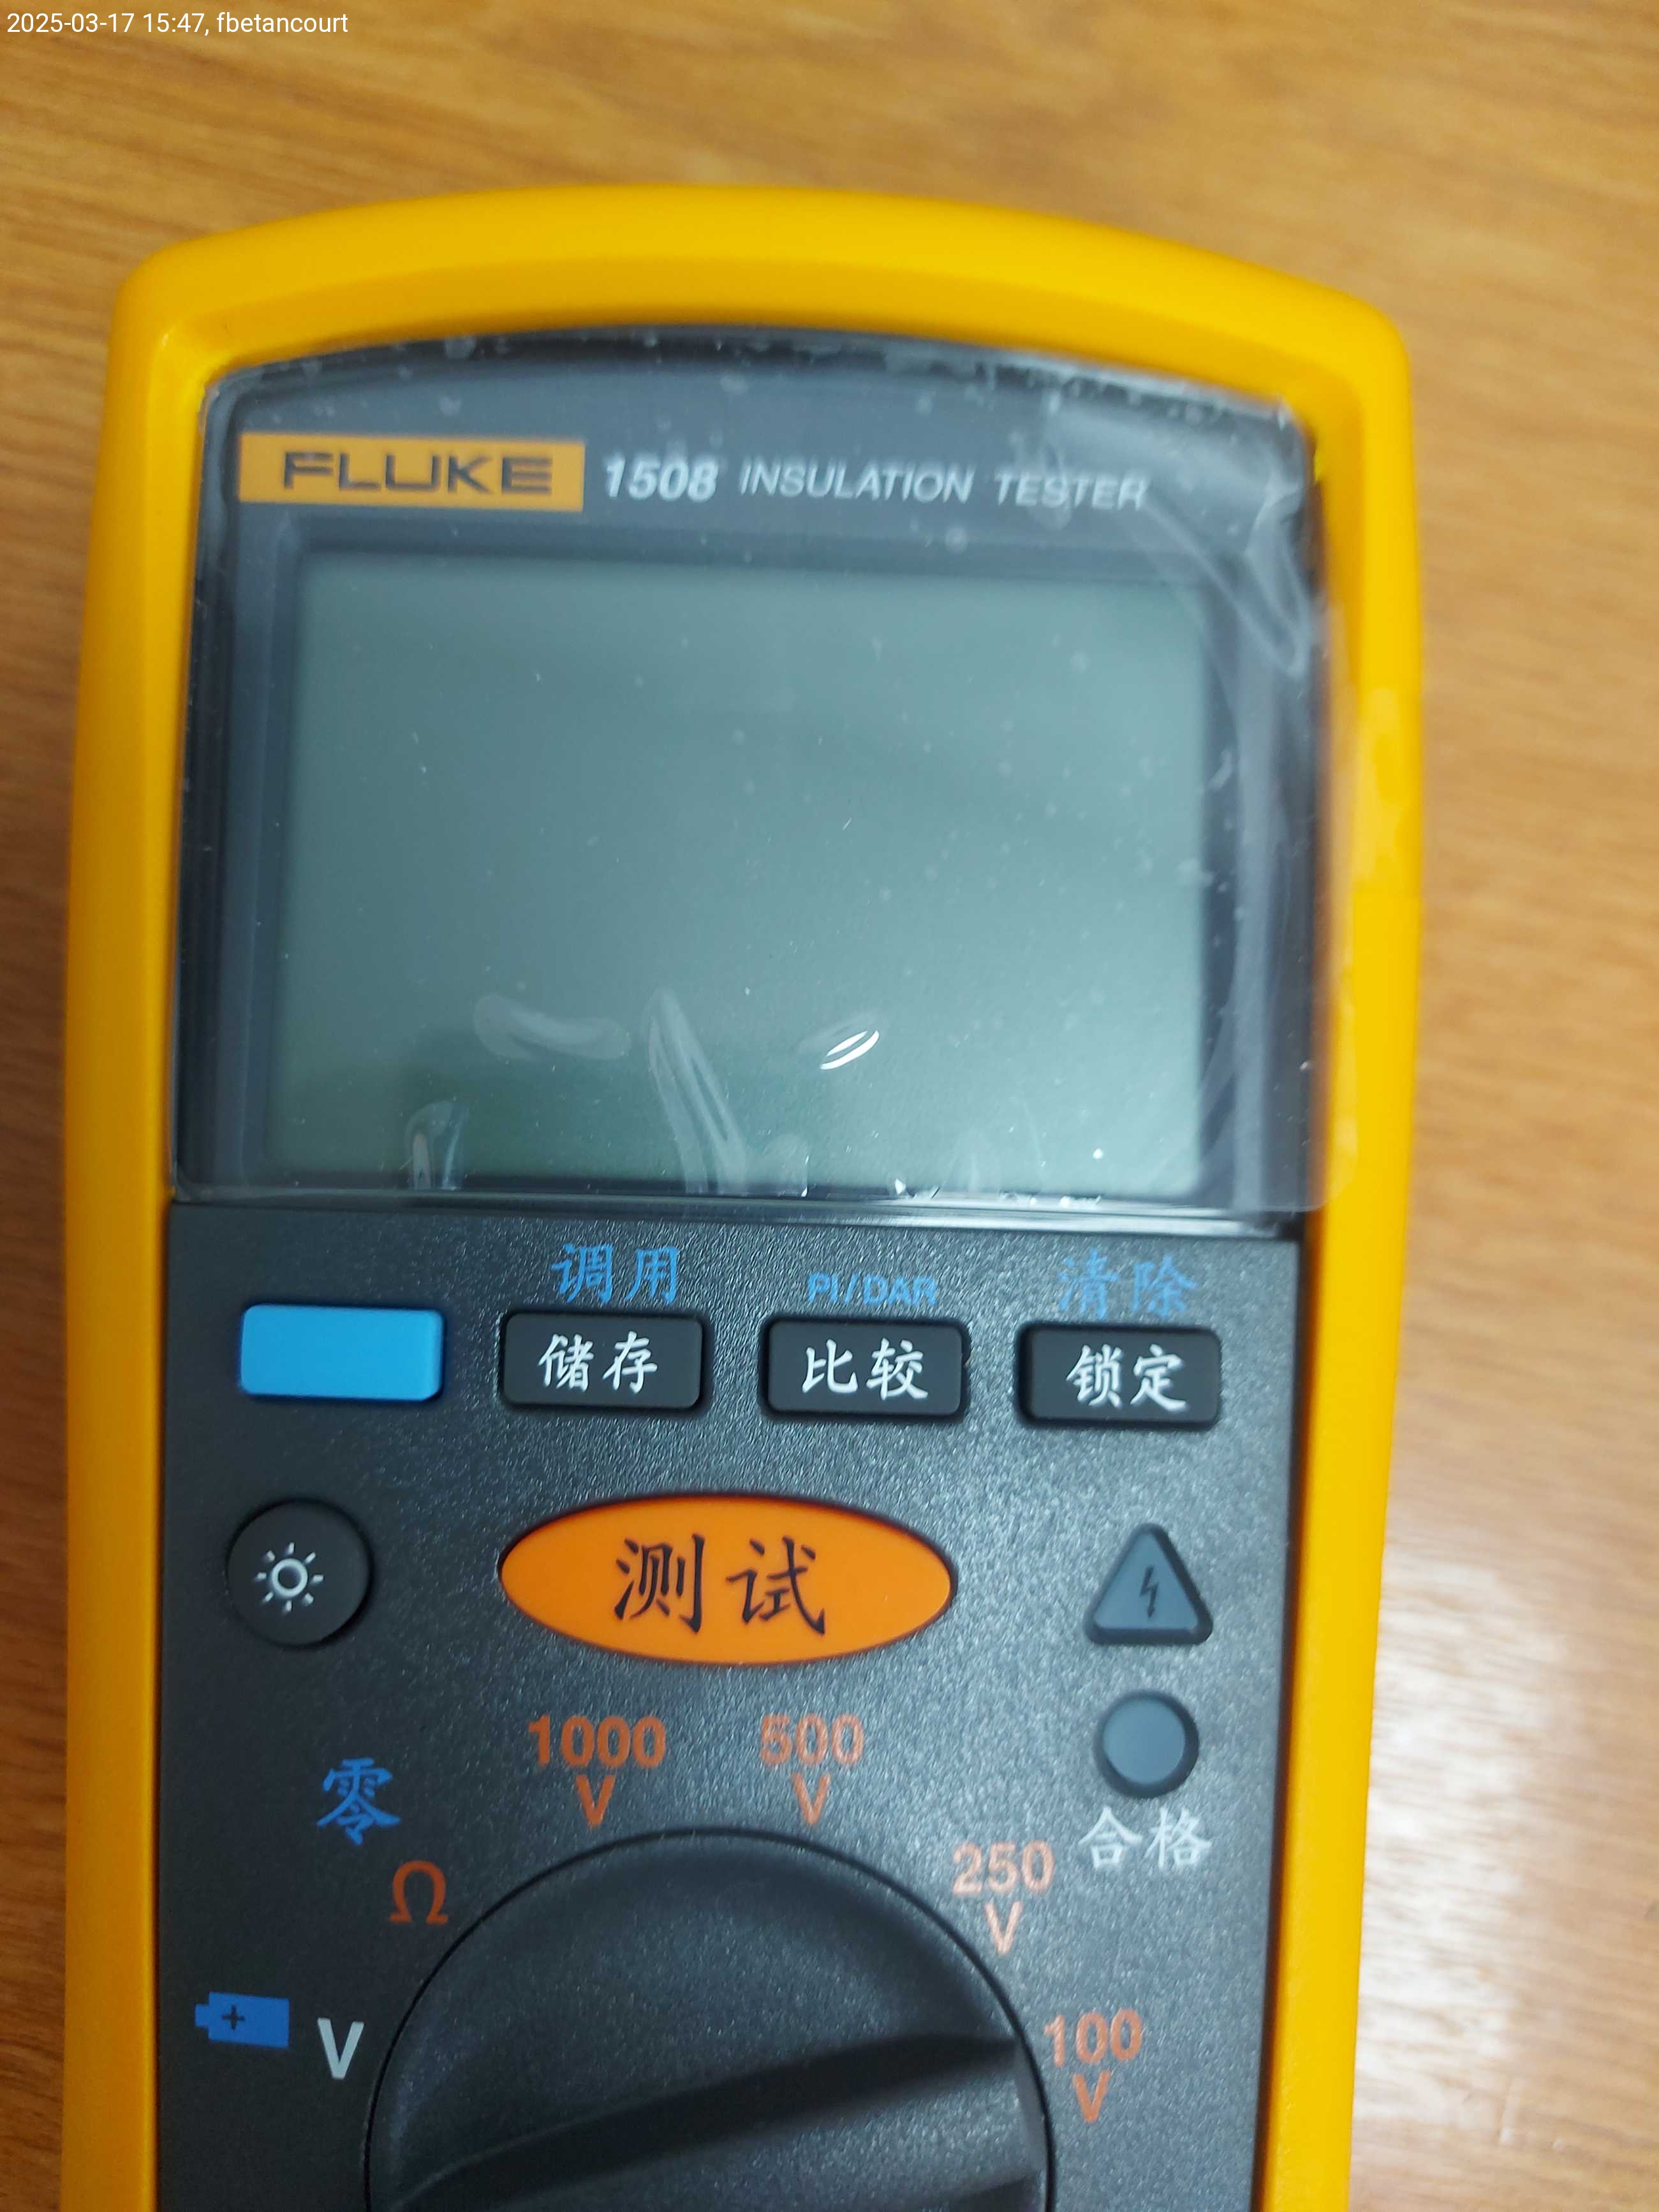 2025-03-17 15:47, fbetancourt
FLUKE 1508 INSULATION TESTER
调用 PI/DAR 清除
储存 比较 锁定
测试
1000 V
500 V
零
Ω
250 V
合格
V
100 V